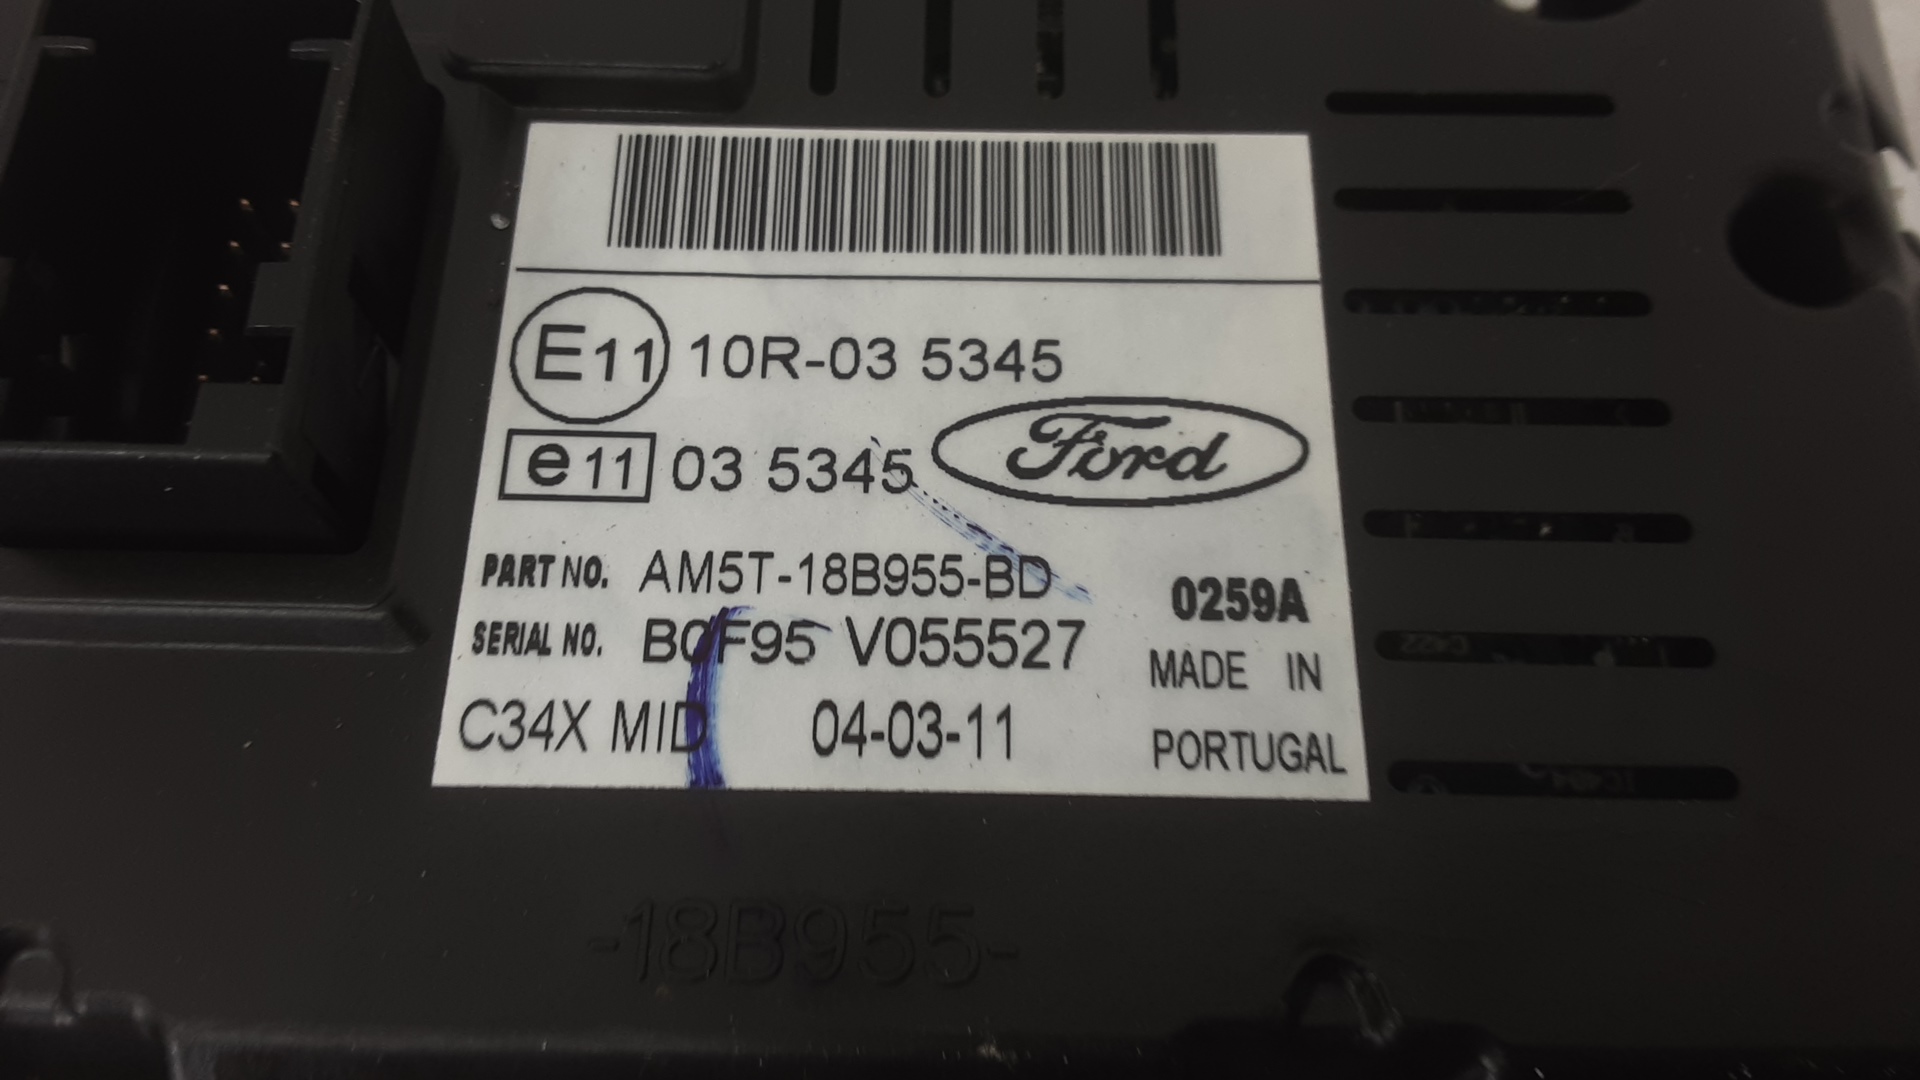 E11 10R-03 5345
e11 03 5345 Ford
PART NO. AM5T-18B955-BD
0259A
SERIAL NO. BCF95 V055527
MADE IN
C34X MID 04-03-11
PORTUGAL
-18B955-
C422